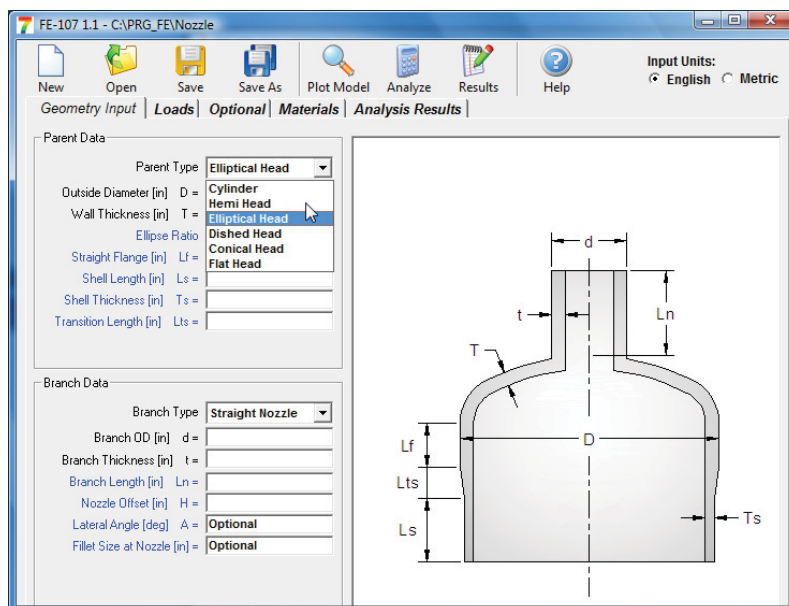 FE-107 1.1 - C:\PRG_FE\Nozzle
New Open Save Save As Plot Model Analyze Results Help
Input Units:
English Metric
Geometry Input Loads Optional Materials Analysis Results
Parent Data
Parent Type Elliptical Head
Outside Diameter [in] D = Cylinder
Hemi Head
Wall Thickness [in] T = Elliptical Head
Ellipse Ratio Dished Head
Straight Flange [in] Lf = Conical Head
Flat Head
Shell Length [in] Ls =
Shell Thickness [in] Ts =
Transition Length [in] Lts =
Branch Data
Branch Type Straight Nozzle
Branch OD [in] d =
Branch Thickness [in] t =
Branch Length [in] Ln =
Nozzle Offset [in] H =
Lateral Angle [deg] A = Optional
Fillet Size at Nozzle [in] = Optional
d
t
Ln
T
Lf
D
Lts
Ls
Ts